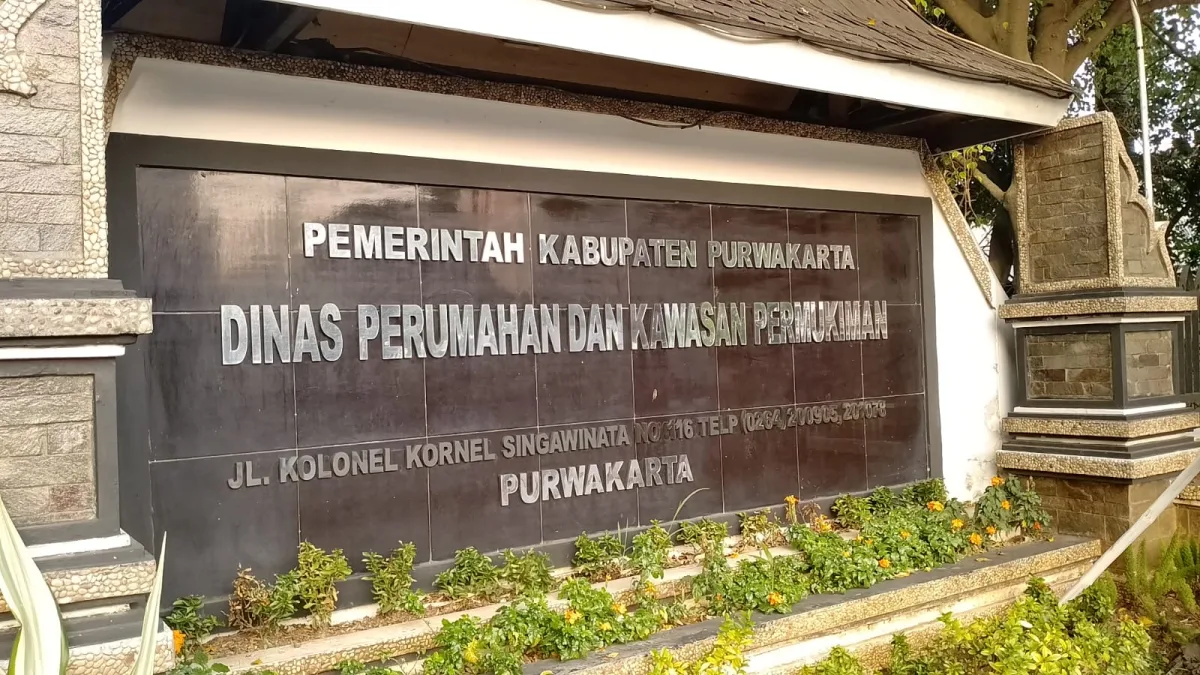 PEMERINTAH KABUPATEN PURWAKARTA
DINAS PERUMAHAN DAN KAWASAN PERMUKIMAN
JL. KOLONEL KORNEL SINGAWINATA NO. 116 TELP (0264, 200905, 201078
PURWAKARTA